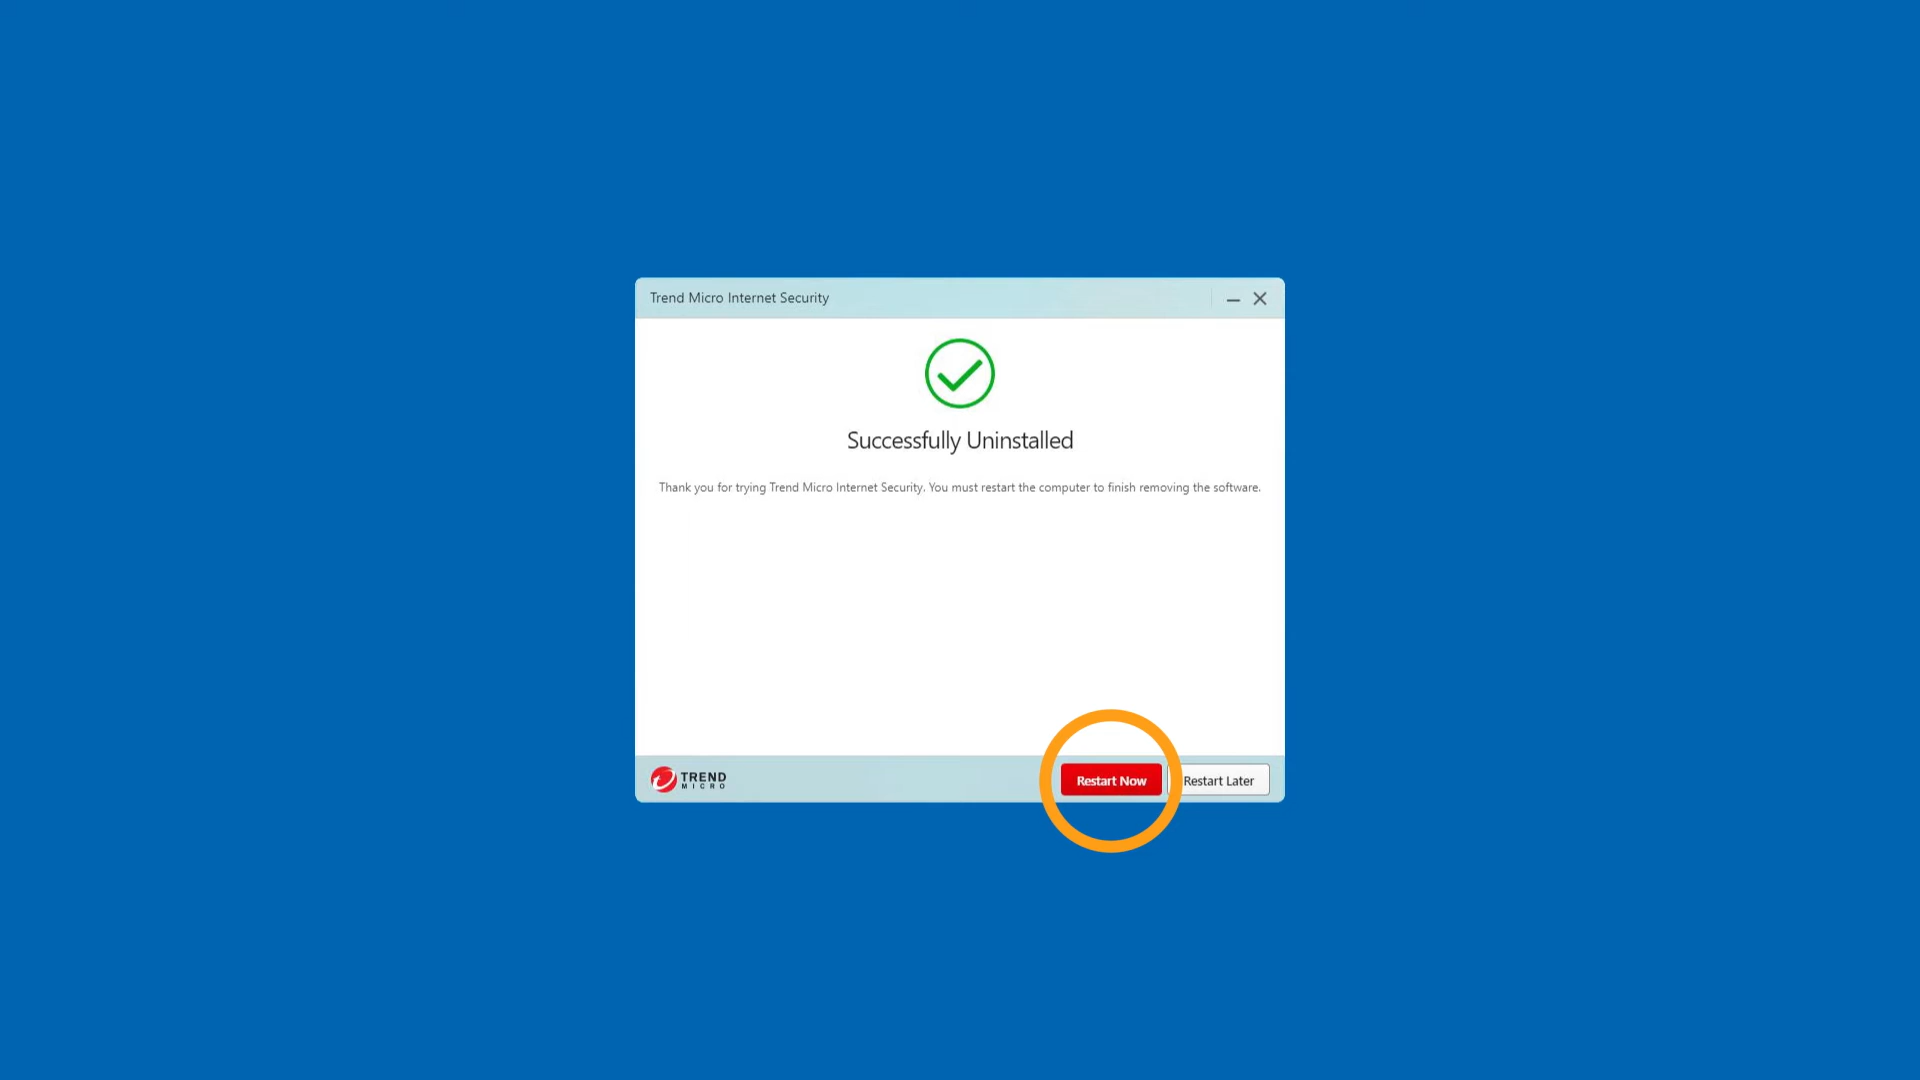 Trend Micro Internet Security
Successfully Uninstalled
Thank you for trying Trend Micro Internet Security. You must restart the computer to finish removing the software.
TREND
MICRO
Restart Now
Restart Later